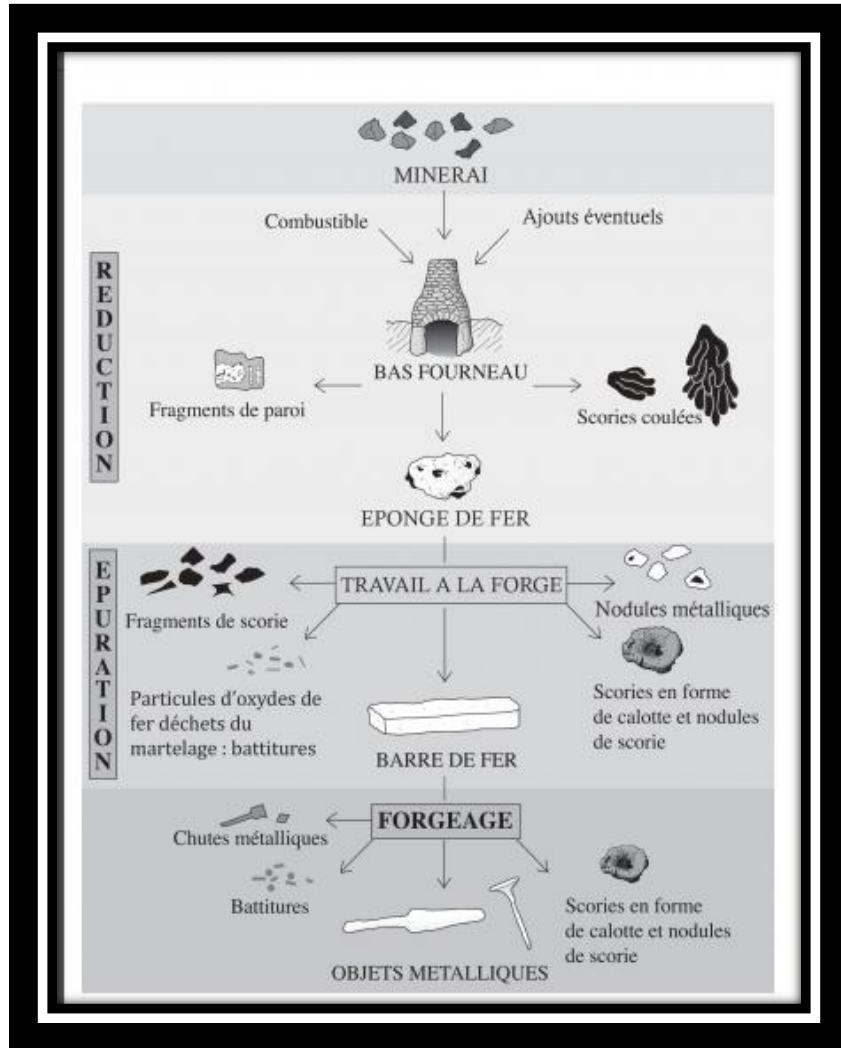 MINERAI
Combustible
Ajouts éventuels
REDUCTION
BAS FOURNEAU
Fragments de paroi
Scories coulées
EPONGE DE FER
EPURATION
TRAVAIL A LA FORGE
Fragments de scorie
Nodules métalliques
Particules d'oxydes de
fer déchets du
martelage : battitures
Scories en forme
de calotte et nodules
de scorie
BARRE DE FER
FORGEAGE
Chutes métalliques
Battitures
Scories en forme
de calotte et nodules
de scorie
OBJETS METALLIQUES